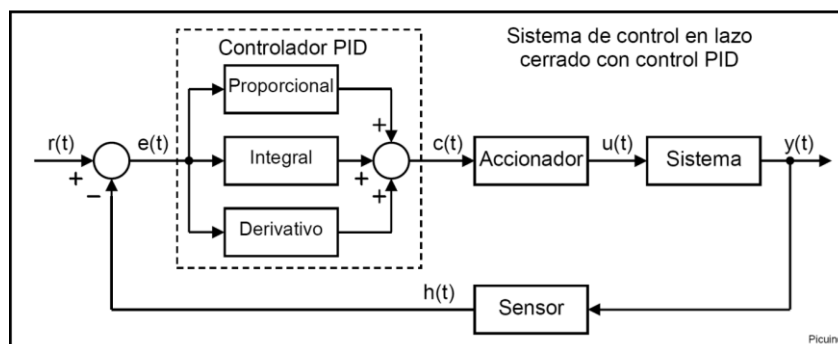 Controlador PID
Sistema de control en lazo
cerrado con control PID
Proporcional
r(t)
e(t)
Integral
c(t)
Accionador
u(t)
Sistema
y(t)
+
+
+
+
−
Derivativo
h(t)
Sensor